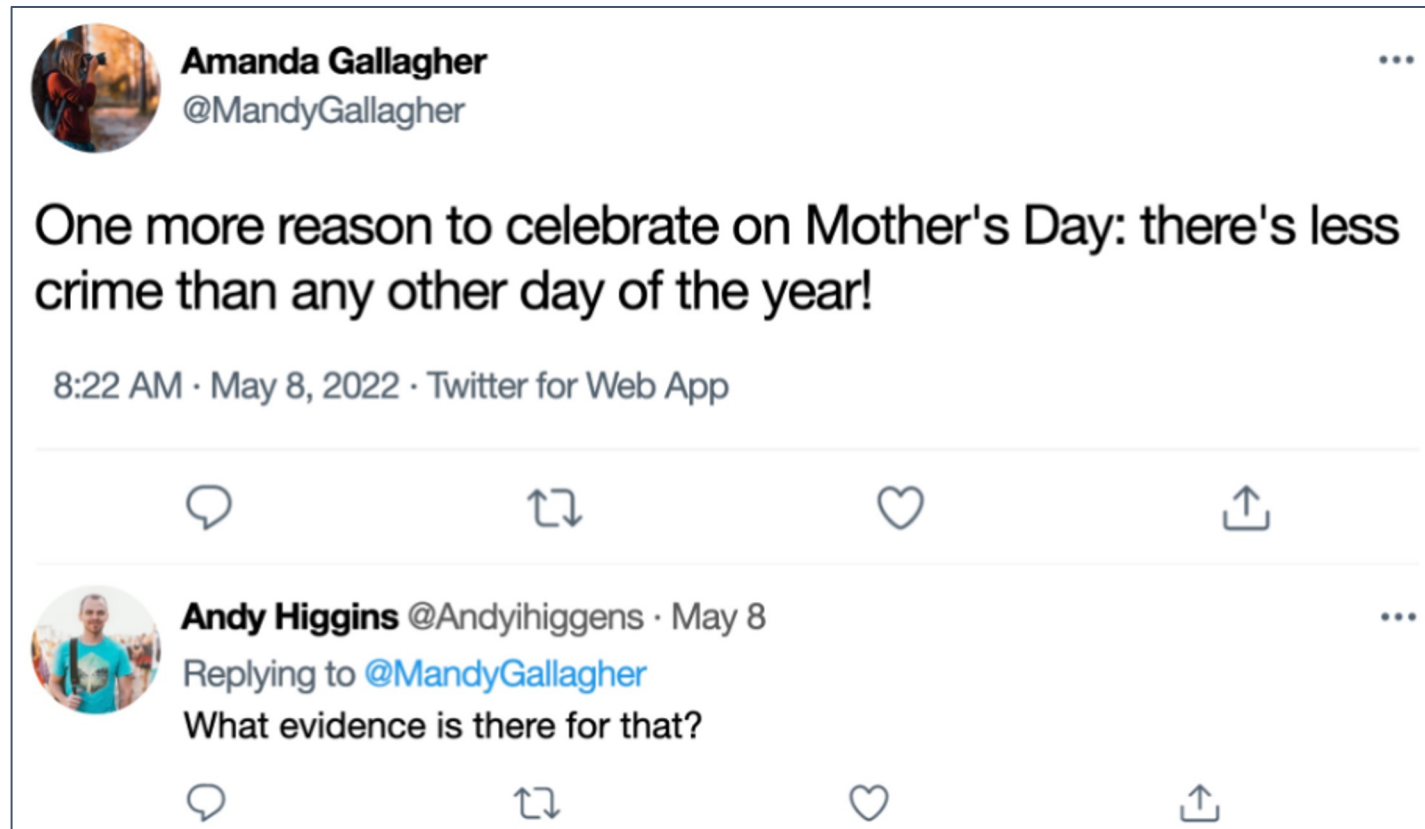 Amanda Gallagher
@MandyGallagher
One more reason to celebrate on Mother's Day: there's less
crime than any other day of the year!
8:22 AM · May 8, 2022 · Twitter for Web App
Andy Higgins @Andyihiggens · May 8
Replying to @MandyGallagher
What evidence is there for that?